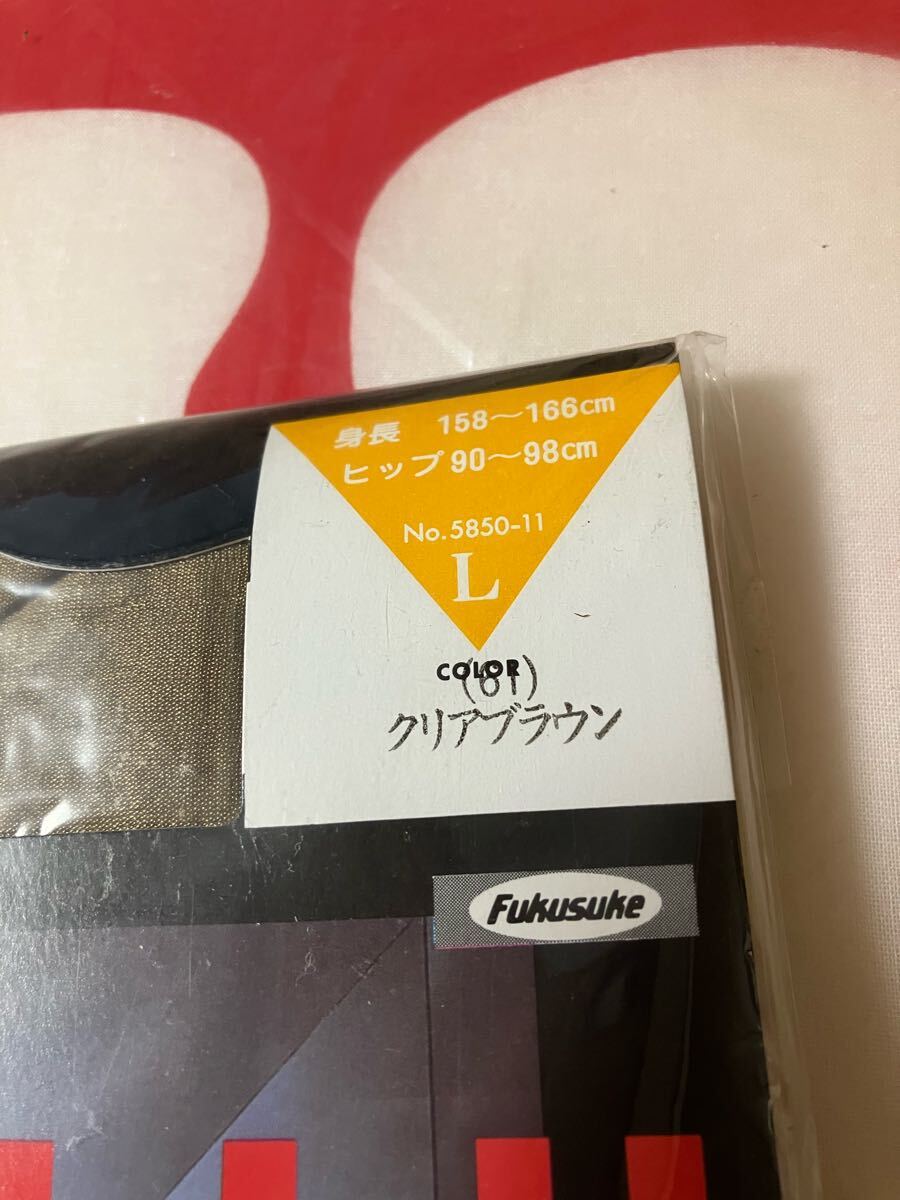 身長 158～166cm
ヒップ 90～98cm
No.5850-11
L
COLOR
(61)
クリアブラウン
Fukusuke